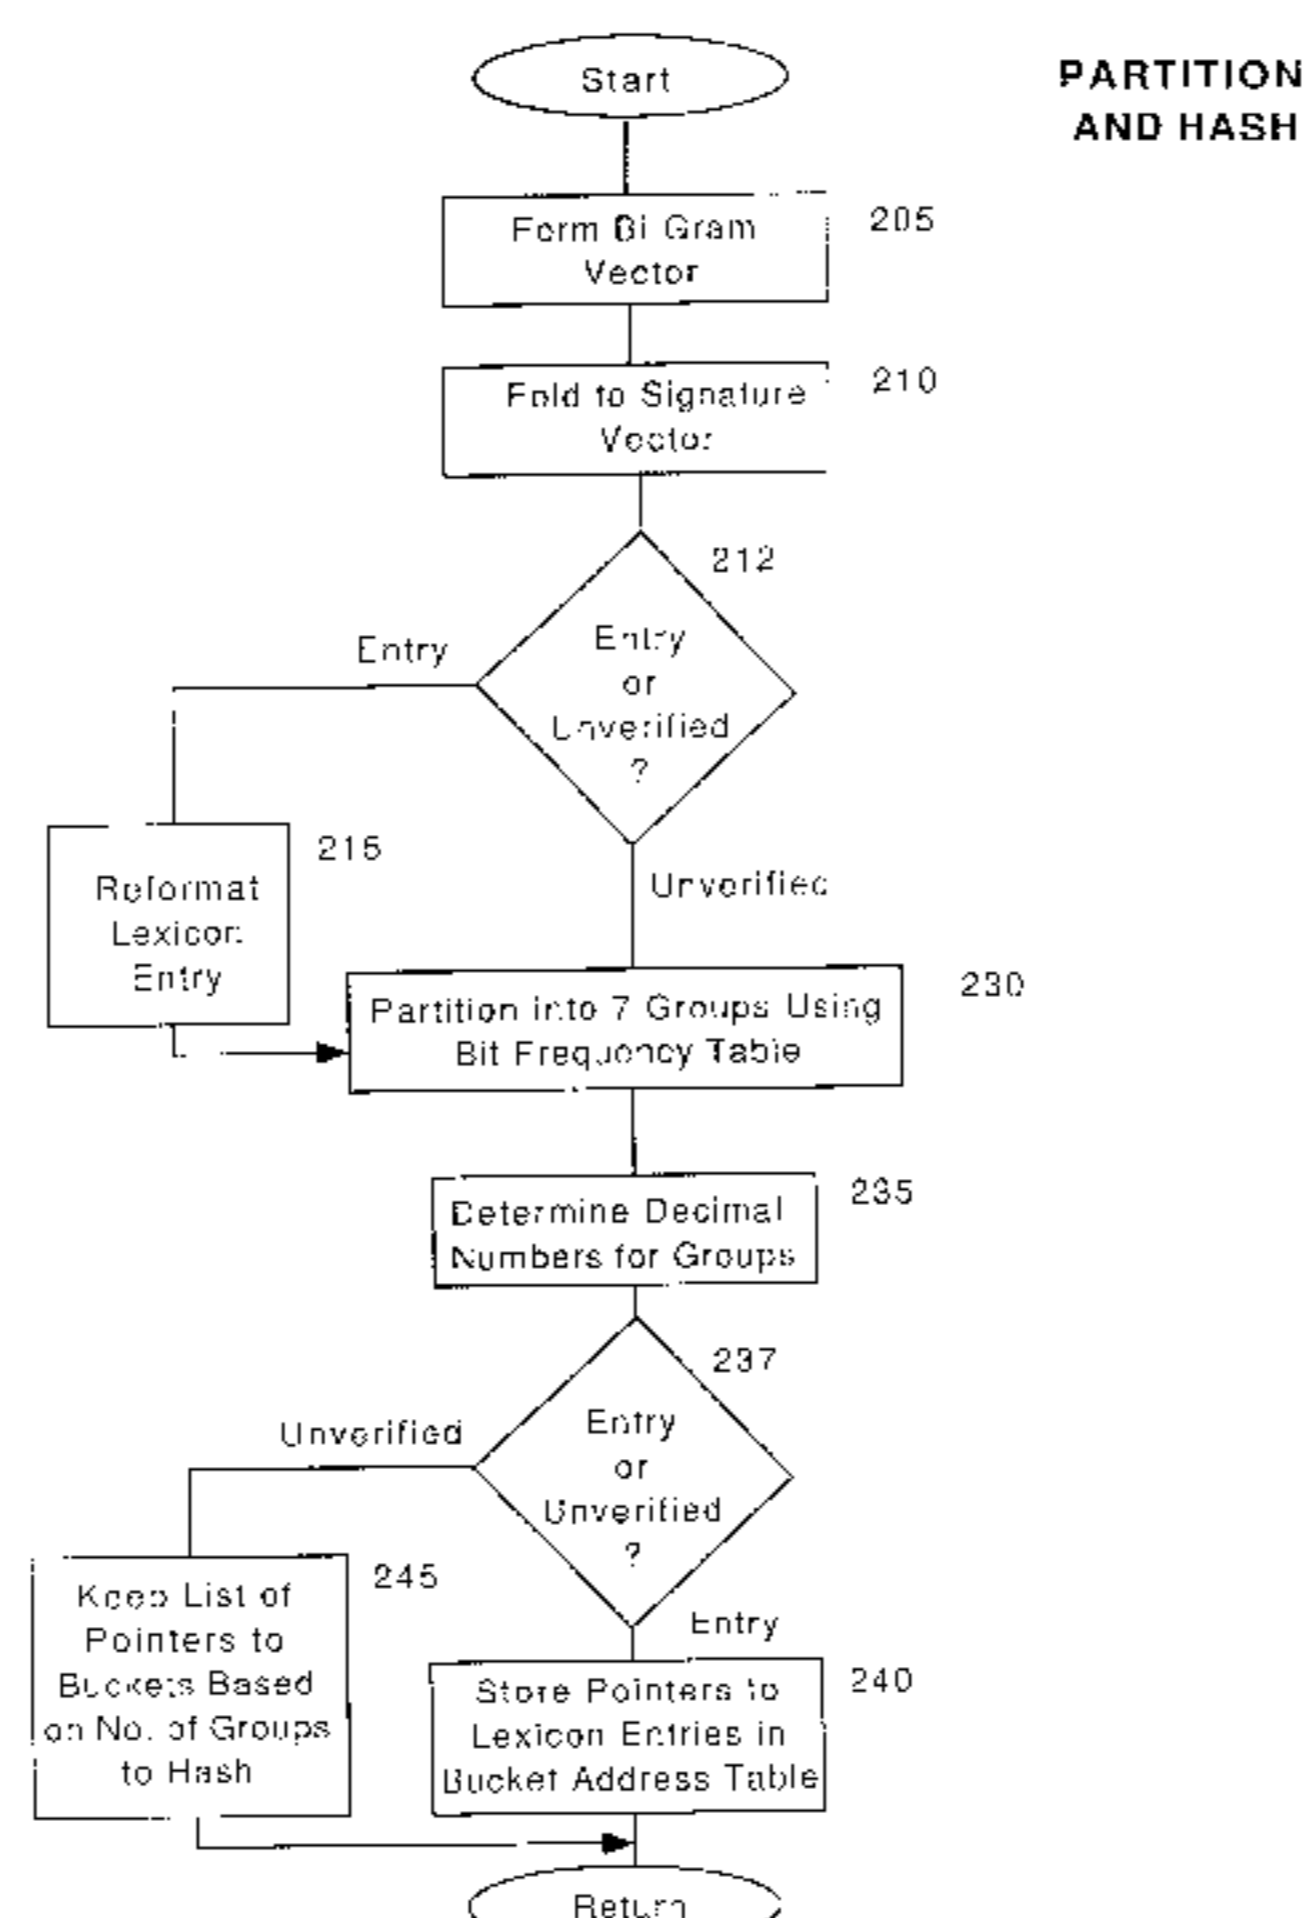 Start
PARTITION
AND HASH
Form Bi Gram
Vector
205
Fold to Signature
Vector
210
212
Entry
or
Unverified
?
Entry
215
Reformat
Lexicon
Entry
Unverified
Partition into 7 Groups Using
Bit Frequency Table
230
Determine Decimal
Numbers for Groups
235
237
Entry
or
Unverified
?
Unverified
245
Keep List of
Pointers to
Buckets Based
on No. of Groups
to Hash
Entry
Store Pointers to
Lexicon Entries in
Bucket Address Table
240
Return